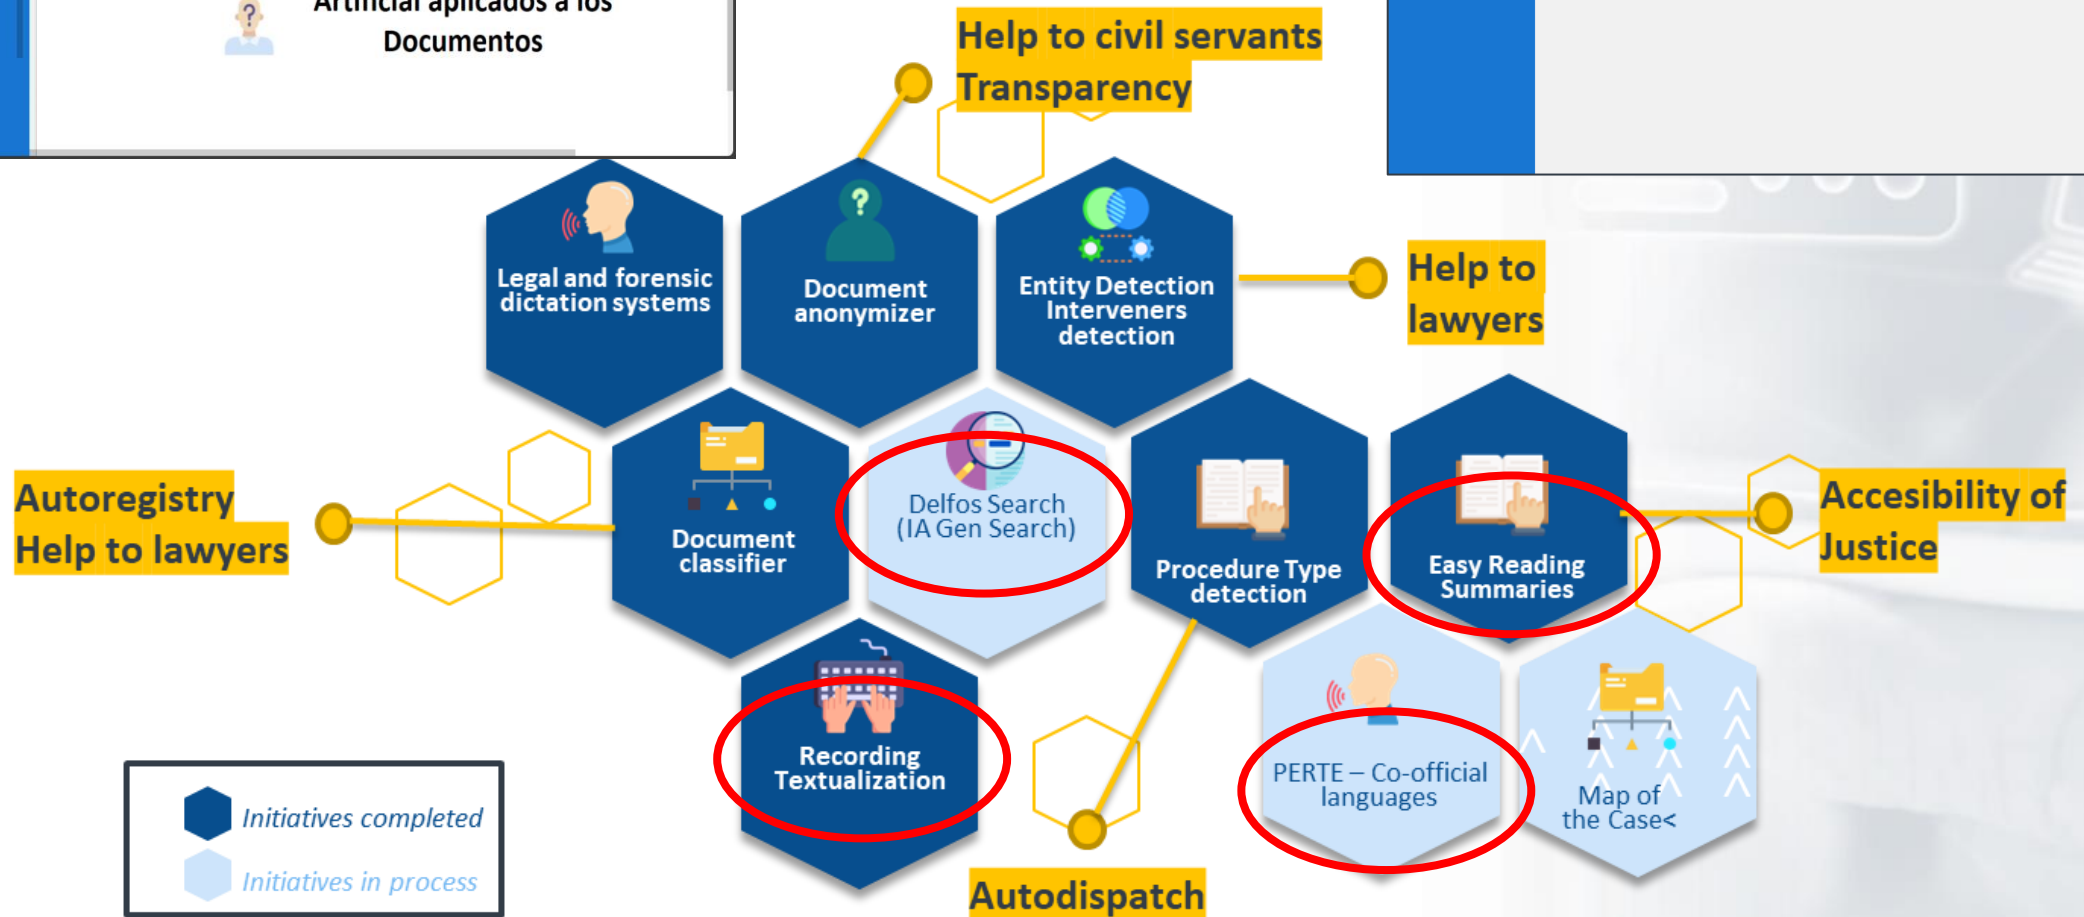 Artificial aplicados a los
Documentos
Help to civil servants
Transparency
Legal and forensic
dictation systems
Document
anonymizer
Entity Detection
Interveners
detection
Help to
lawyers
Autoregistry
Help to lawyers
Document
classifier
Delfos Search
(IA Gen Search)
Procedure Type
detection
Easy Reading
Summaries
Accesibility of
Justice
Recording
Textualization
PERTE – Co-official
languages
Map of
the Case<
Initiatives completed
Initiatives in process
Autodispatch